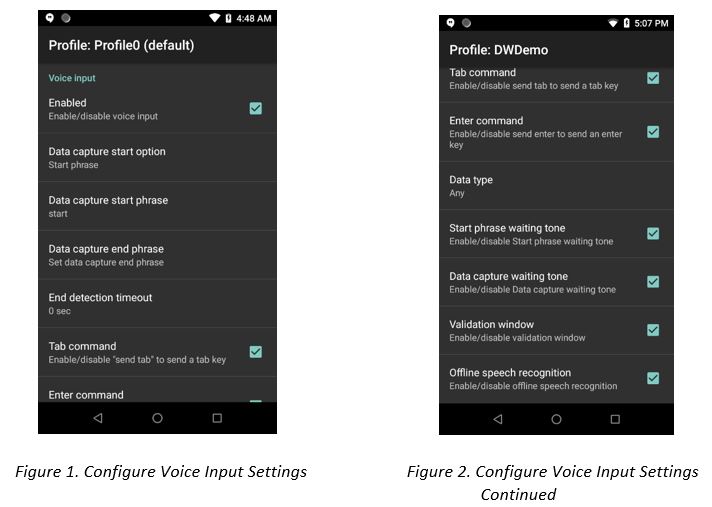 4:48 AM
Profile: Profile0 (default)
Voice input
Enabled
Enable/disable voice input
Data capture start option
Start phrase
Data capture start phrase
start
Data capture end phrase
Set data capture end phrase
End detection timeout
0 sec
Tab command
Enable/disable "send tab" to send a tab key
Enter command
Figure 1. Configure Voice Input Settings
5:07 PM
Profile: DWDemo
Tab command
Enable/disable send tab to send a tab key
Enter command
Enable/disable send enter to send an enter
key
Data type
Any
Start phrase waiting tone
Enable/disable Start phrase waiting tone
Data capture waiting tone
Enable/disable Data capture waiting tone
Validation window
Enable/disable validation window
Offline speech recognition
Enable/disable offline speech recognition
Figure 2. Configure Voice Input Settings
Continued